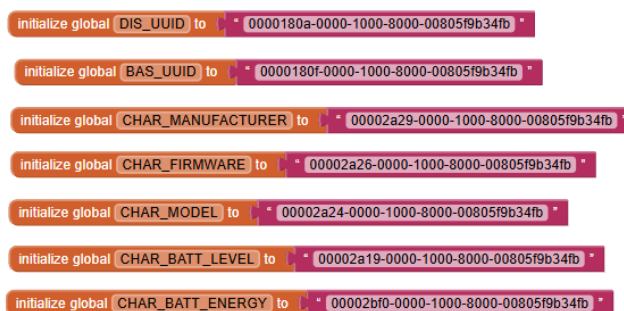 initialize global DIS_UUID to " 0000180a-0000-1000-8000-00805f9b34fb "
initialize global BAS_UUID to " 0000180f-0000-1000-8000-00805f9b34fb "
initialize global CHAR_MANUFACTURER to " 00002a29-0000-1000-8000-00805f9b34fb "
initialize global CHAR_FIRMWARE to " 00002a26-0000-1000-8000-00805f9b34fb "
initialize global CHAR_MODEL to " 00002a24-0000-1000-8000-00805f9b34fb "
initialize global CHAR_BATT_LEVEL to " 00002a19-0000-1000-8000-00805f9b34fb "
initialize global CHAR_BATT_ENERGY to " 00002bf0-0000-1000-8000-00805f9b34fb "